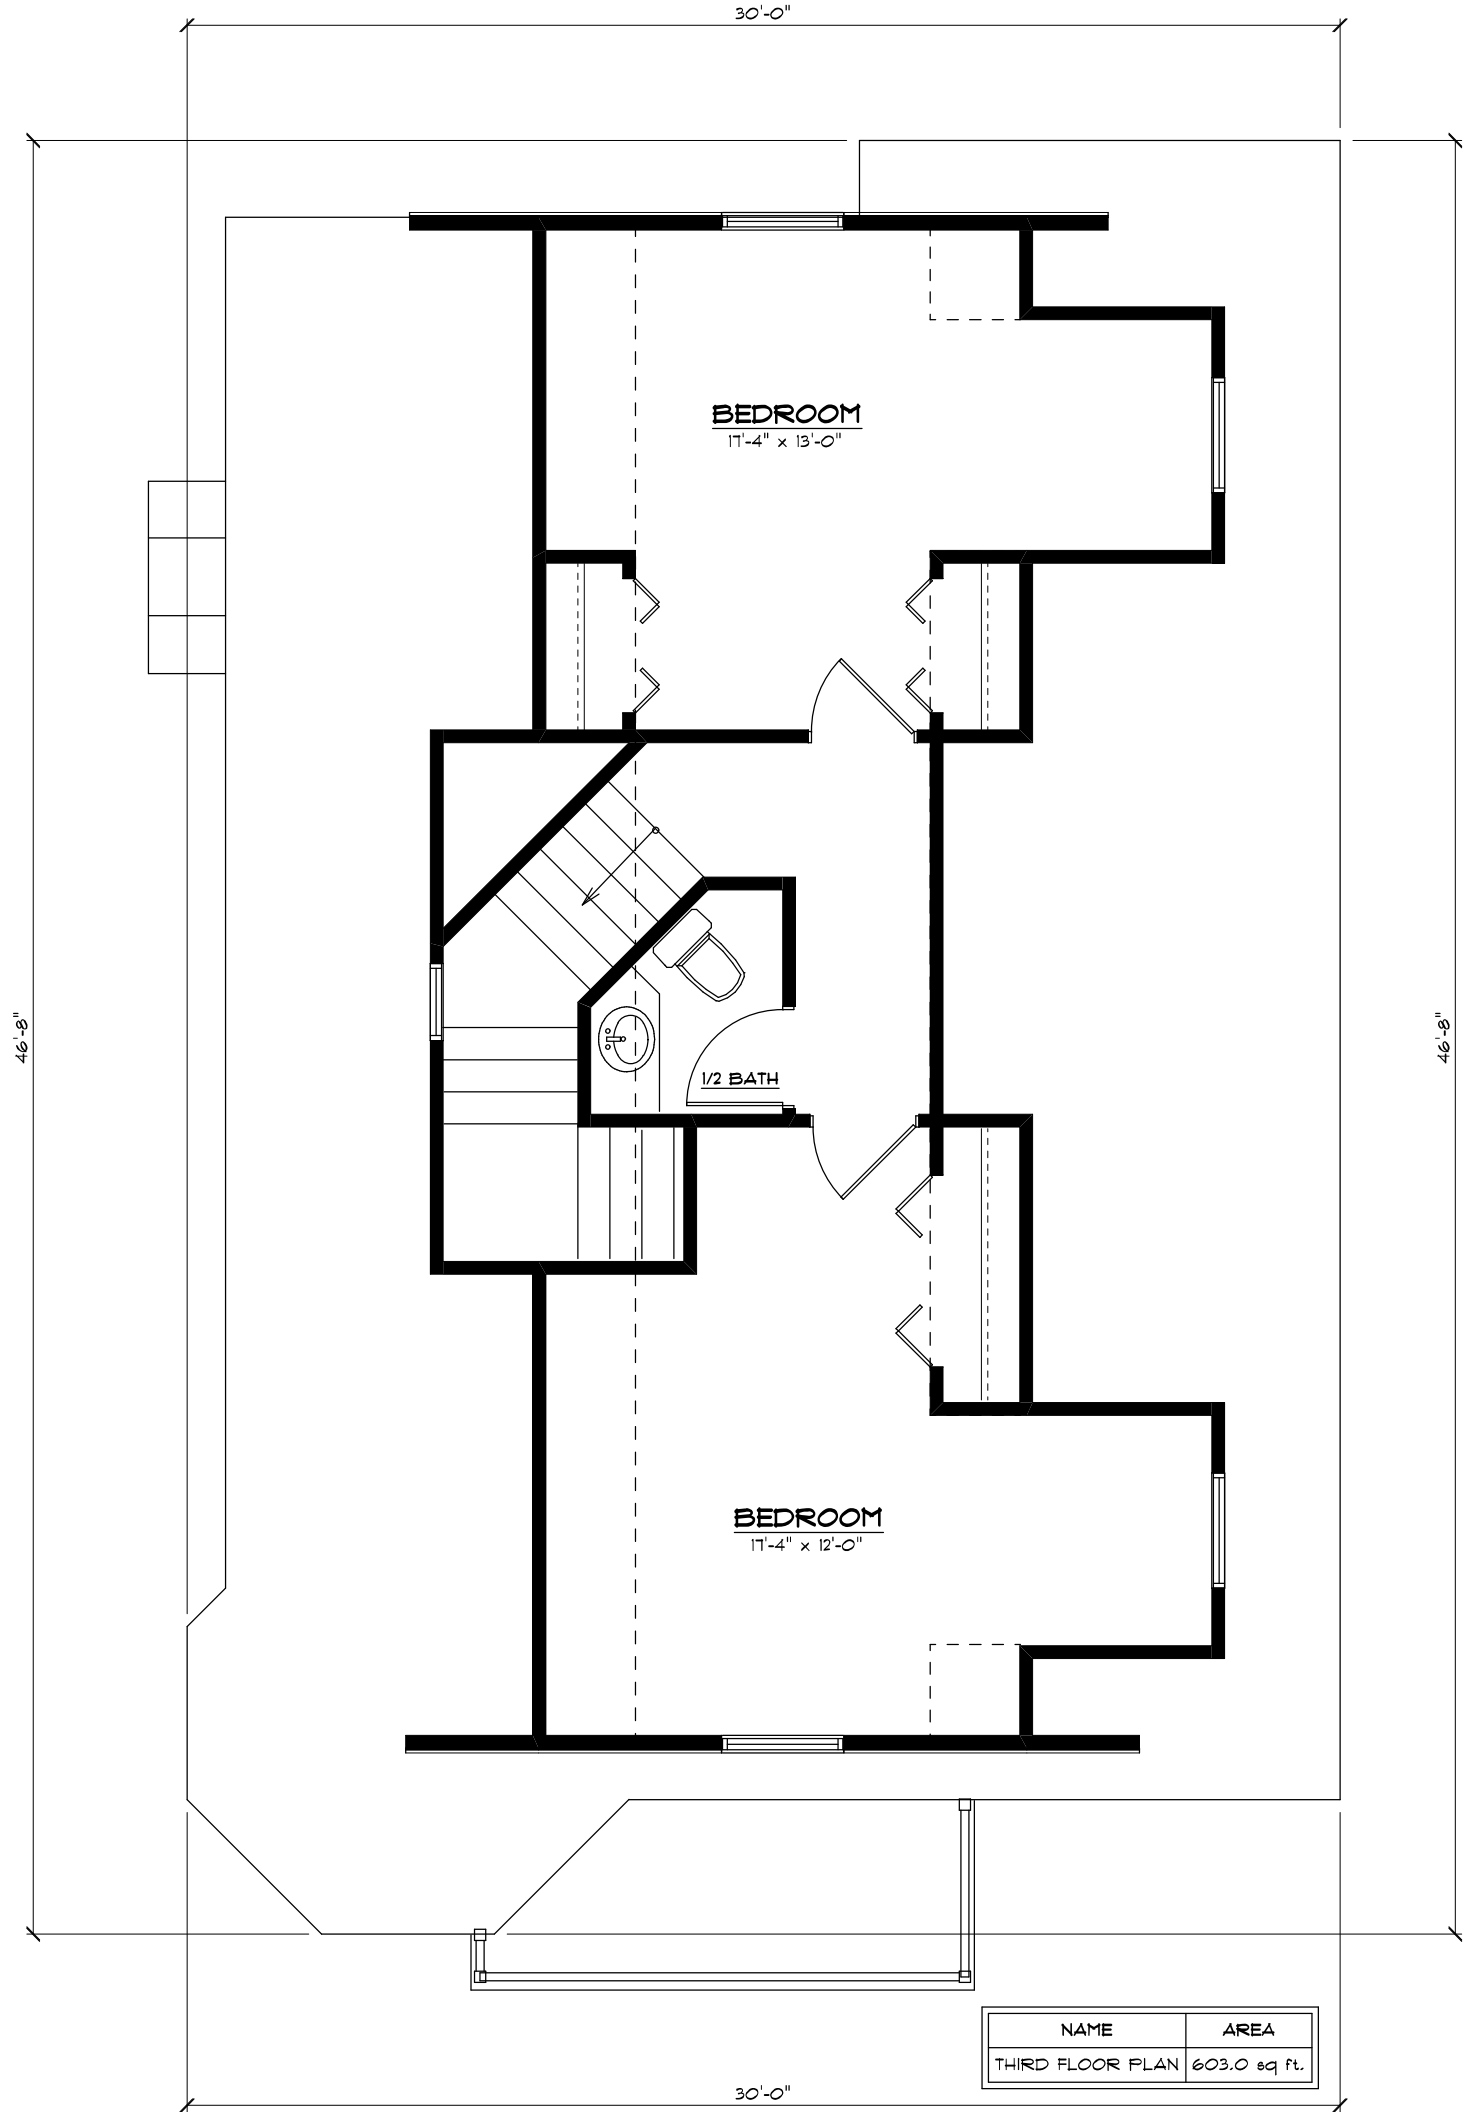 30'-0"
BEDROOM
17'-4" x 13'-0"
46'-8"
46'-8"
1/2 BATH
BEDROOM
17'-4" x 12'-0"
NAME AREA
THIRD FLOOR PLAN 603.0 sq ft.
30'-0"